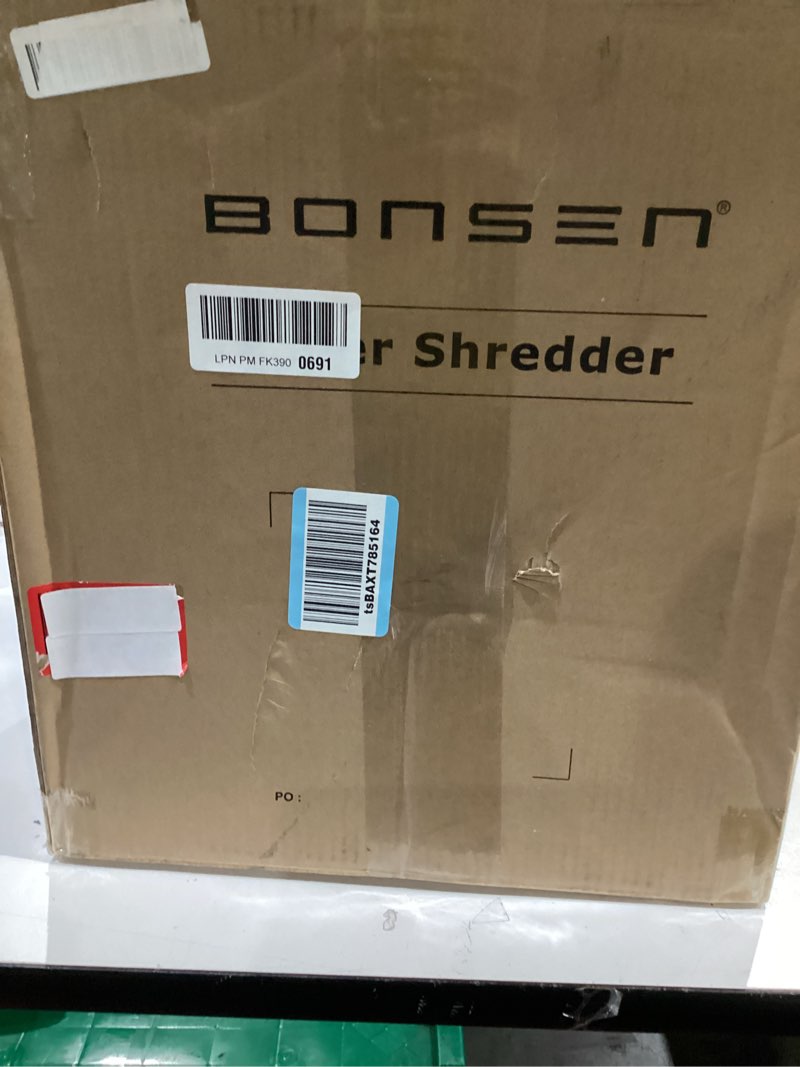 BONSEN®
LPN PM FK390 0691
er Shredder
tsBAXT785164
PO :